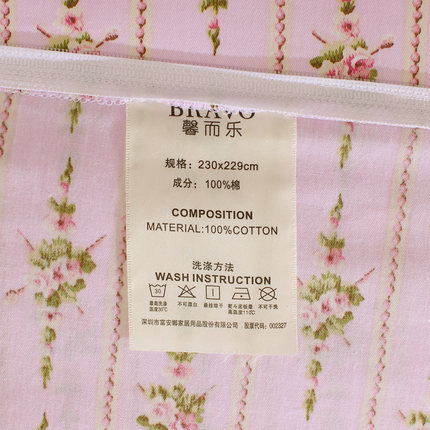 BRAVO
馨而乐
规格: 230x229cm
成分: 100%棉
COMPOSITION
MATERIAL:100%COTTON
洗涤方法
WASH INSTRUCTION
30
最高洗涤温度30℃ 不可漂白 悬挂晾干 熨斗底板最高温度110℃ 不可干洗
深圳市富安娜家居用品股份有限公司 股票代码: 002327